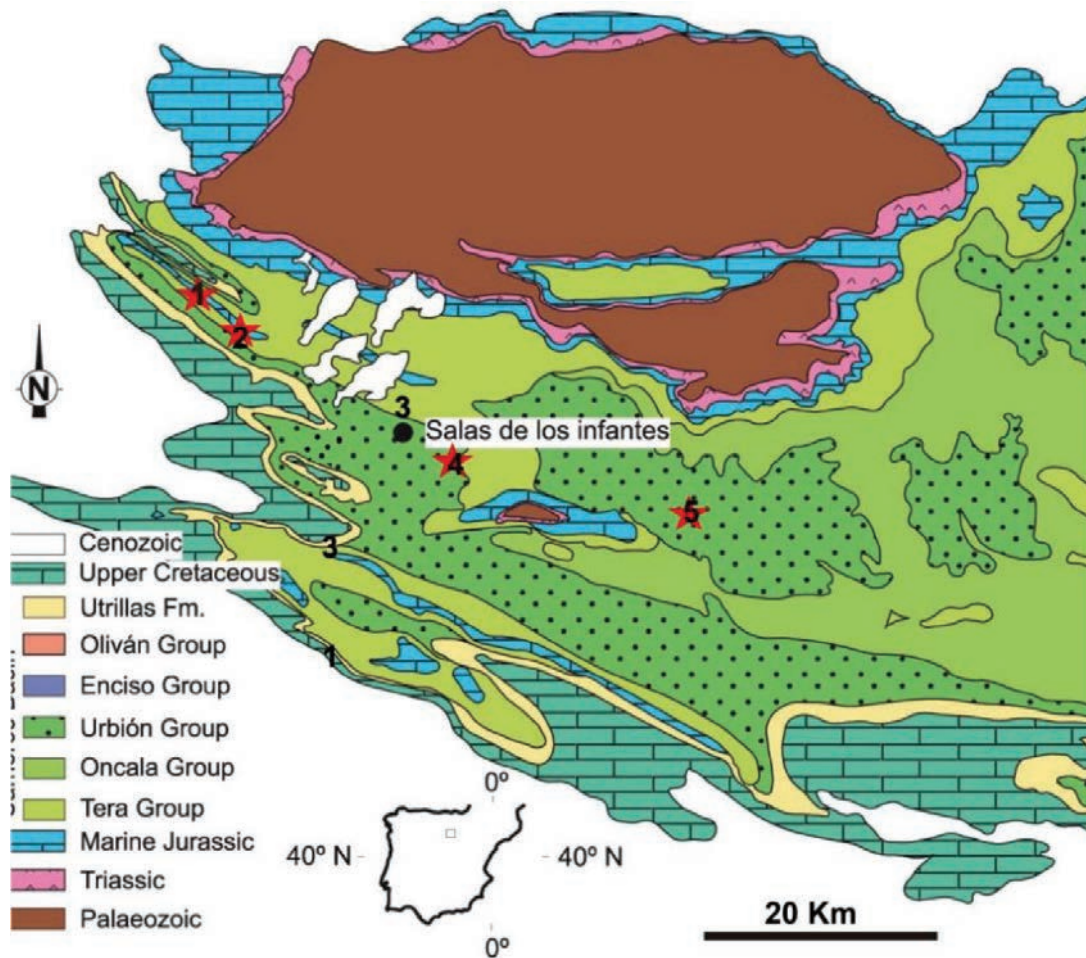 1
2
N
3
Salas de los infantes
4
5
3
1
Cenozoic
Upper Cretaceous
Utrillas Fm.
Oliván Group
Enciso Group
Urbión Group
Oncala Group
Tera Group
Marine Jurassic
Triassic
Palaeozoic
0º
40º N
40º N
0º
20 Km